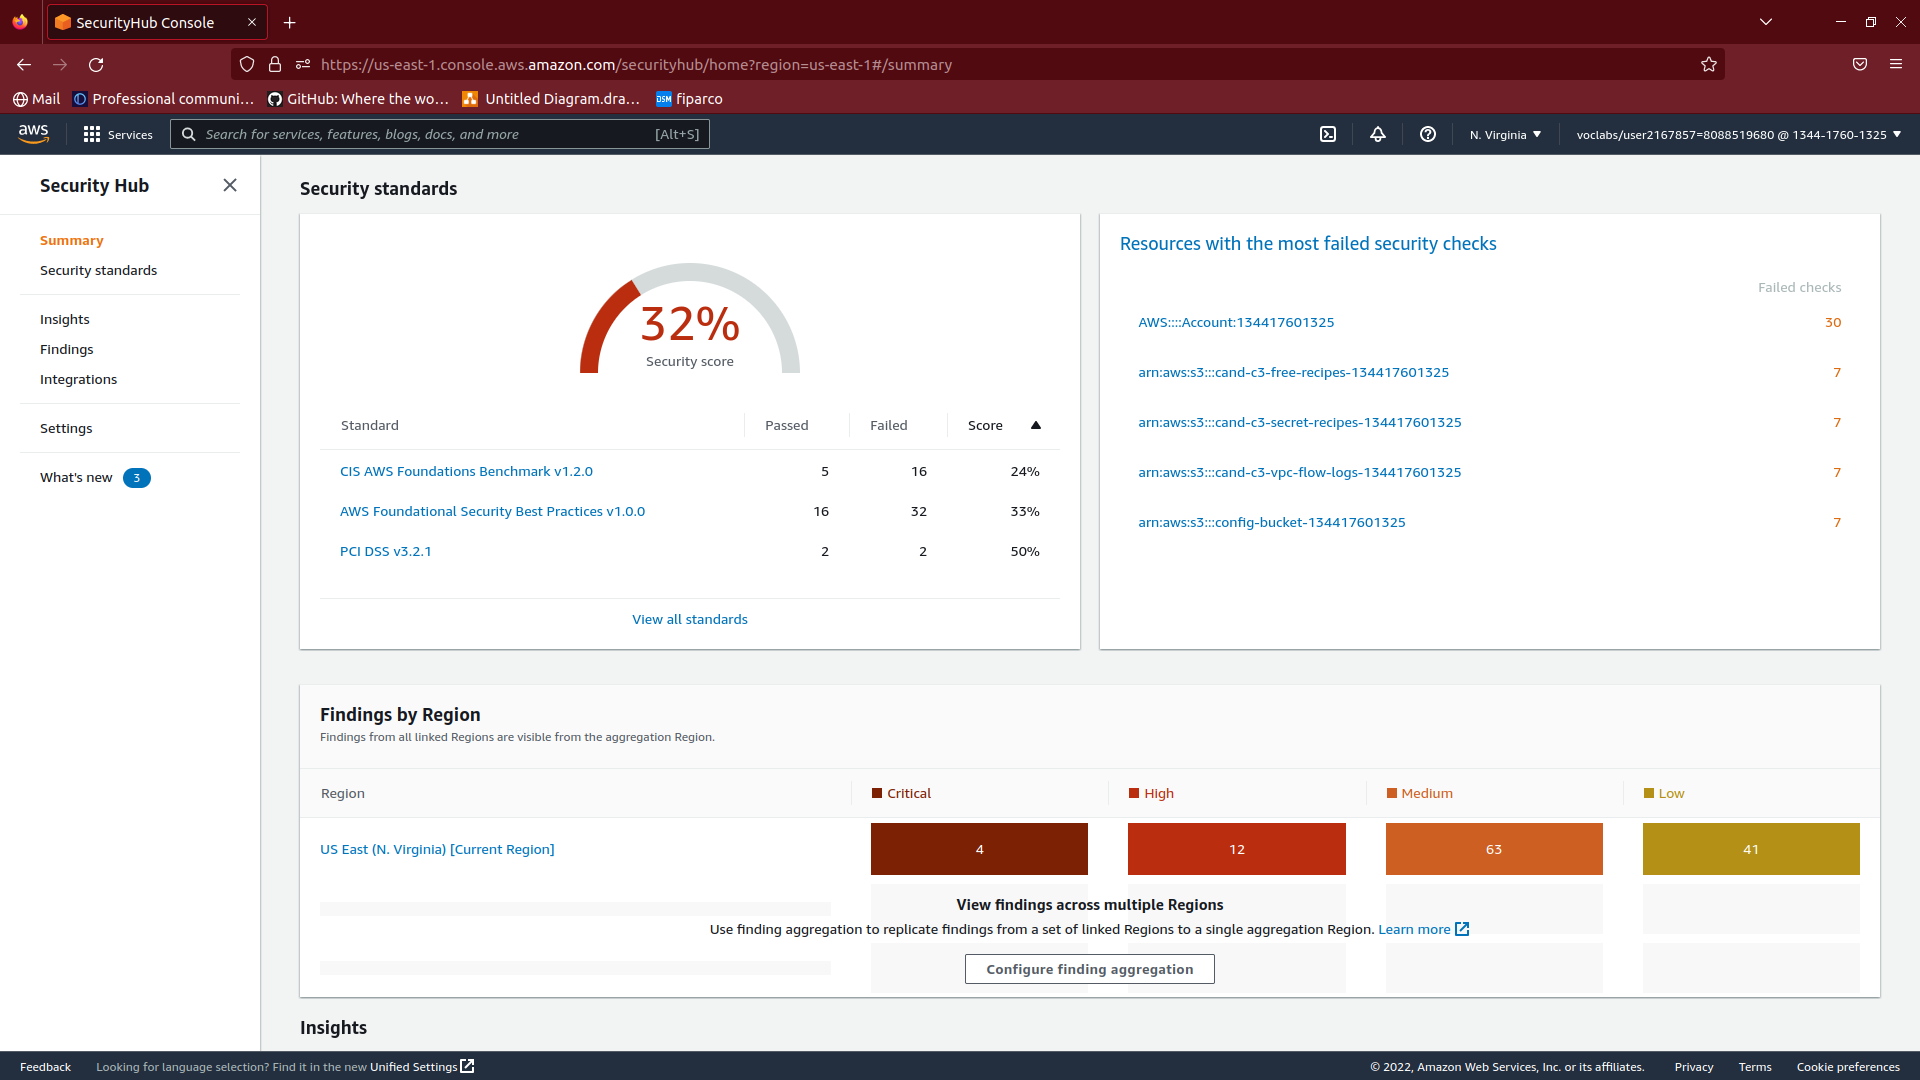 SecurityHub Console
https://us-east-1.console.aws.amazon.com/securityhub/home?region=us-east-1#/summary
Mail Professional communi… GitHub: Where the wo… Untitled Diagram.dra… DSM fiparco
aws Services Search for services, features, blogs, docs, and more [Alt+S] N. Virginia voclabs/user2167857=8088519680 @ 1344-1760-1325
Security Hub
Summary
Security standards
Insights
Findings
Integrations
Settings
What's new 3
Security standards
32%
Security score
Standard Passed Failed Score
CIS AWS Foundations Benchmark v1.2.0 5 16 24%
AWS Foundational Security Best Practices v1.0.0 16 32 33%
PCI DSS v3.2.1 2 2 50%
View all standards
Resources with the most failed security checks
Failed checks
AWS::::Account:134417601325 30
arn:aws:s3:::cand-c3-free-recipes-134417601325 7
arn:aws:s3:::cand-c3-secret-recipes-134417601325 7
arn:aws:s3:::cand-c3-vpc-flow-logs-134417601325 7
arn:aws:s3:::config-bucket-134417601325 7
Findings by Region
Findings from all linked Regions are visible from the aggregation Region.
Region Critical High Medium Low
US East (N. Virginia) [Current Region] 4 12 63 41
View findings across multiple Regions
Use finding aggregation to replicate findings from a set of linked Regions to a single aggregation Region. Learn more
Configure finding aggregation
Insights
Feedback Looking for language selection? Find it in the new Unified Settings © 2022, Amazon Web Services, Inc. or its affiliates. Privacy Terms Cookie preferences